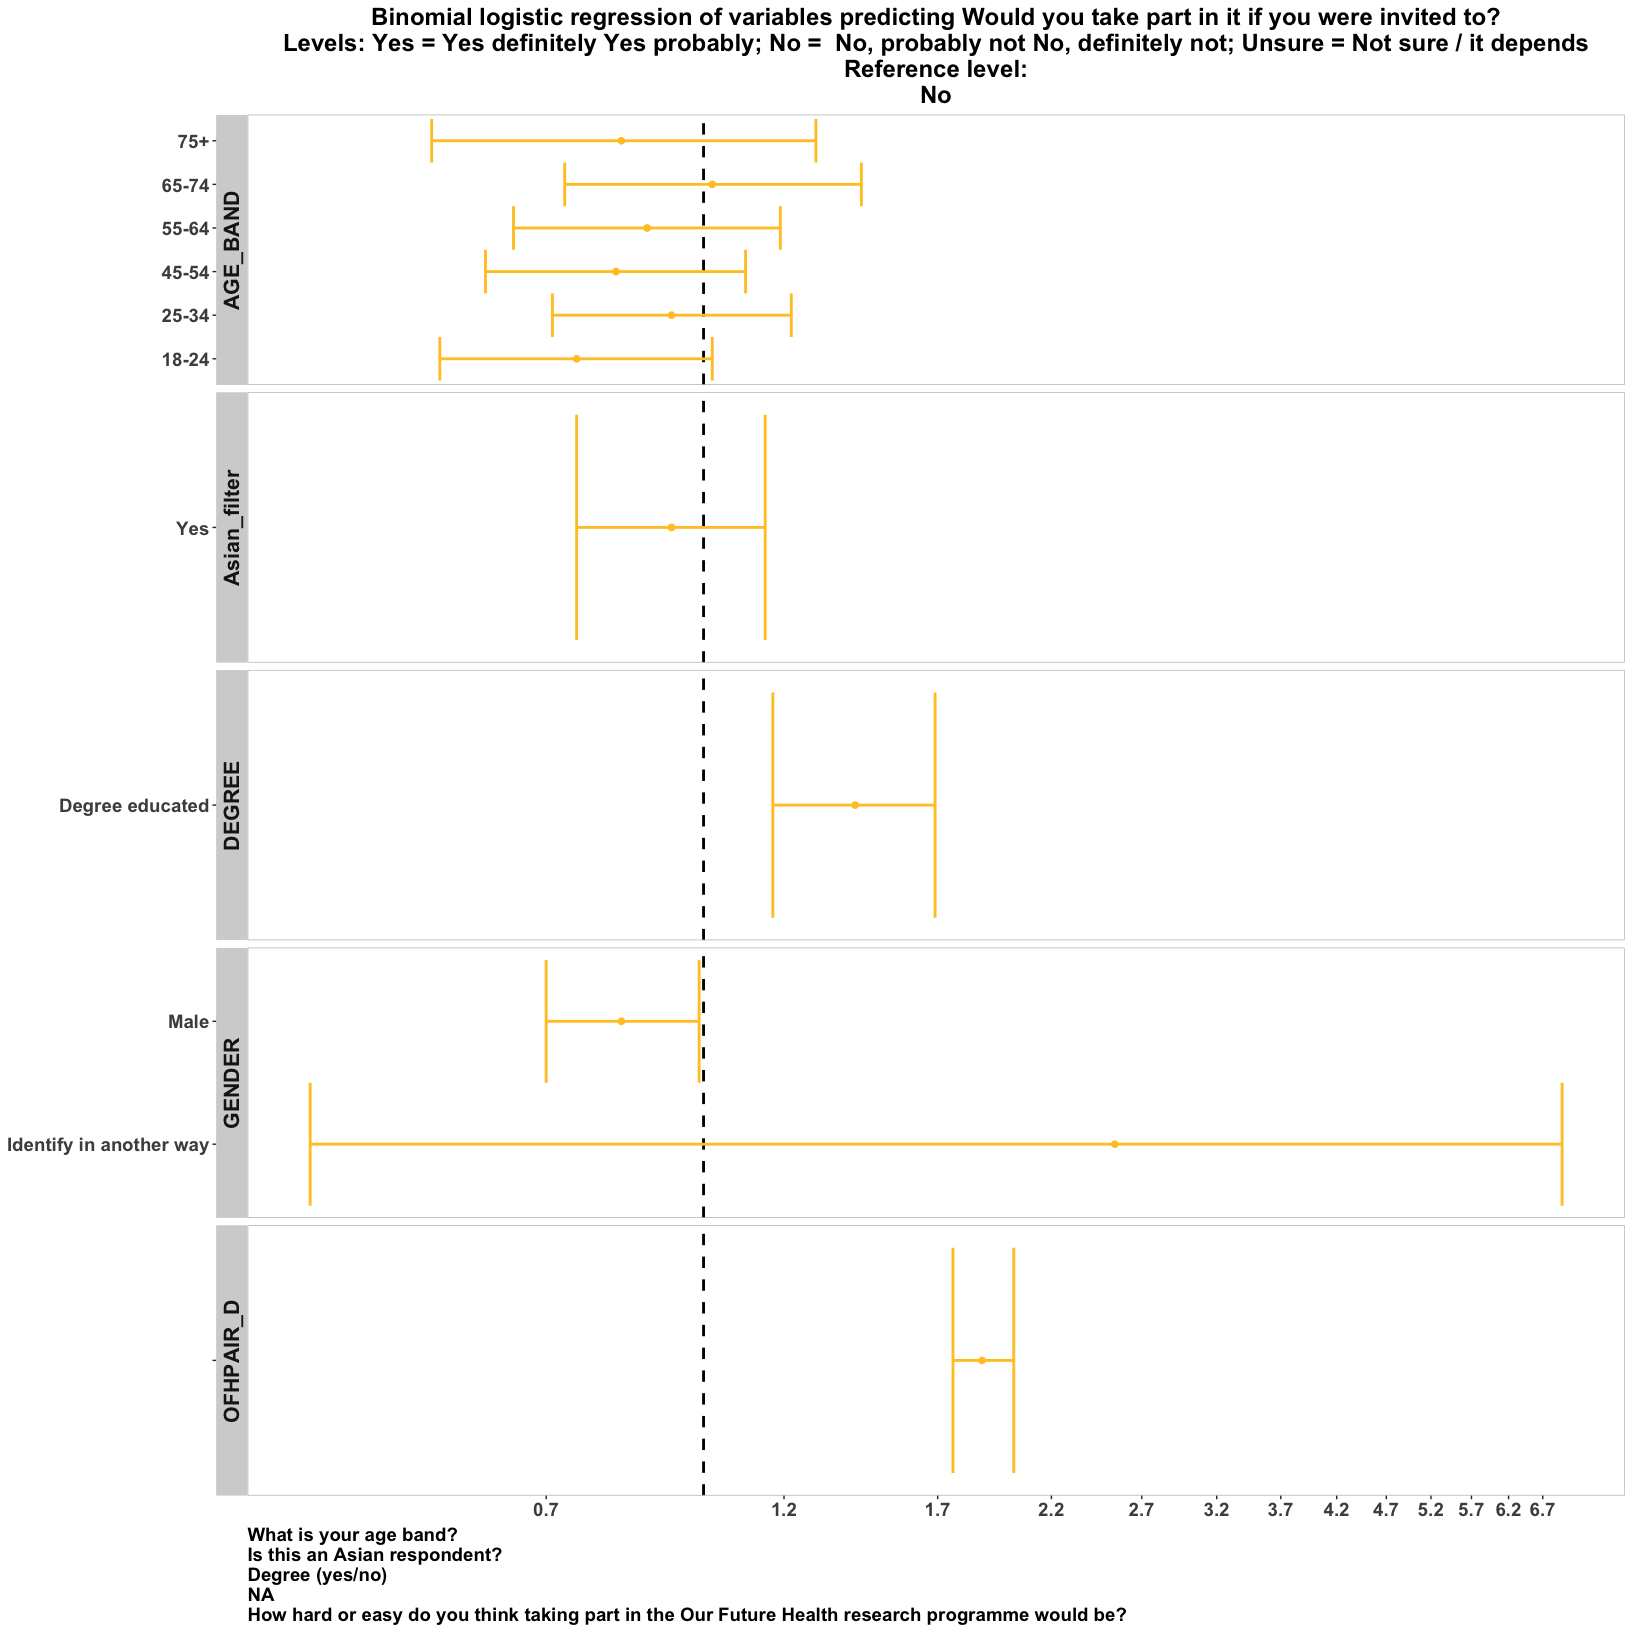 Binomial logistic regression of variables predicting Would you take part in it if you were invited to?
Levels: Yes = Yes definitely Yes probably; No =  No, probably not No, definitely not; Unsure = Not sure / it depends
Reference level:
No
AGE_BAND
75+
65-74
55-64
45-54
25-34
18-24
Asian_filter
Yes
DEGREE
Degree educated
GENDER
Male
Identify in another way
OFHPAIR_D
0.7 1.2 1.7 2.2 2.7 3.2 3.7 4.2 4.7 5.2 5.7 6.2 6.7
What is your age band?
Is this an Asian respondent?
Degree (yes/no)
NA
How hard or easy do you think taking part in the Our Future Health research programme would be?